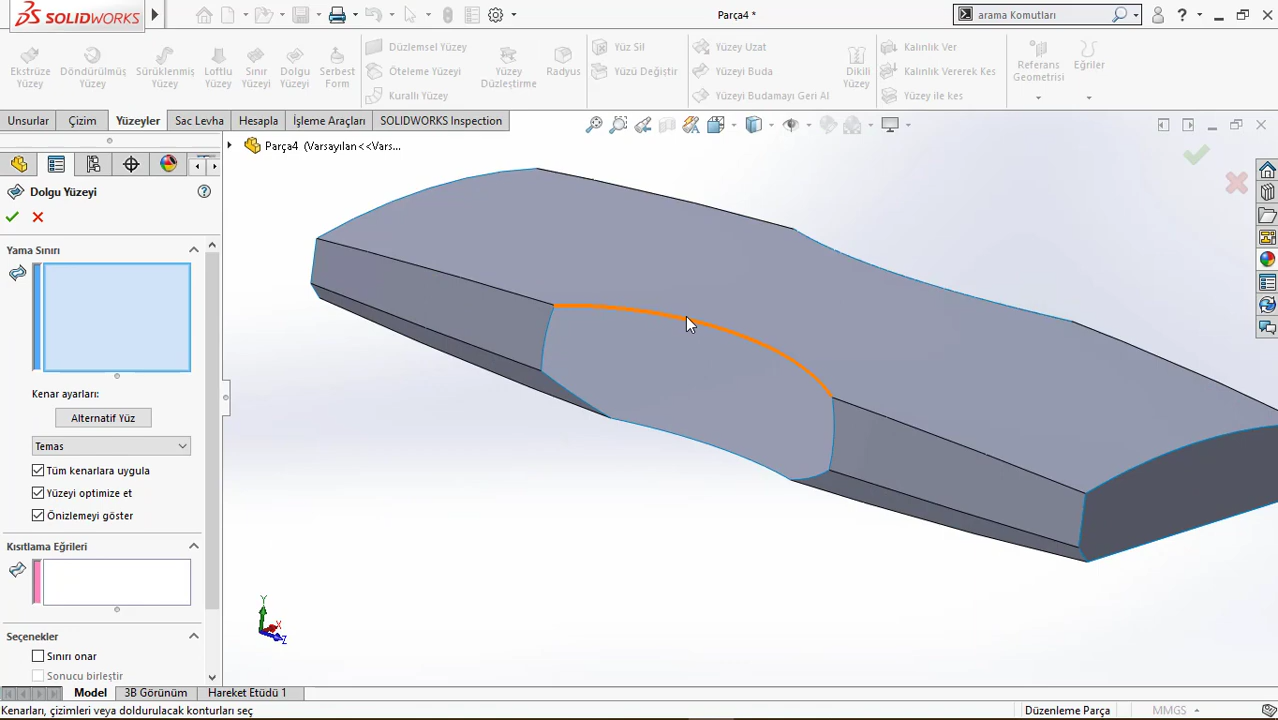 SOLIDWORKS
Parça4 *
arama Komutları
Ekstrüze Yüzey
Döndürülmüş Yüzey
Sürüklenmiş Yüzey
Loftlu Yüzey
Sınır Yüzeyi
Dolgu Yüzey
Serbest Form
Düzlemsel Yüzey
Öteleme Yüzeyi
Kurallı Yüzey
Yüzey Düzleştirme
Radyus
Yüz Sil
Yüzü Değiştir
Yüzey Uzat
Yüzeyi Buda
Yüzeyi Budamayı Geri Al
Dikili Yüzey
Kalınlık Ver
Kalınlık Vererek Kes
Yüzey ile kes
Referans Geometrisi
Eğriler
Unsurlar
Çizim
Yüzeyler
Sac Levha
Hesapla
İşleme Araçları
SOLIDWORKS Inspection
Parça4 (Varsayılan<<Vars...
Dolgu Yüzeyi
Yama Sınırı
Kenar ayarları:
Alternatif Yüz
Temas
Tüm kenarlara uygula
Yüzeyi optimize et
Önizlemeyi göster
Kısıtlama Eğrileri
Seçenekler
Sınırı onar
Sonucu birleştir
Y
X
Z
Model
3B Görünüm
Hareket Etüdü 1
Kenarları, çizimleri veya doldurulacak konturları seç
Düzenleme Parça
MMGS